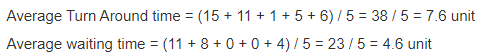 Average Turn Around time = (15 + 11 + 1 + 5 + 6) / 5 = 38 / 5 = 7.6 unit
Average waiting time = (11 + 8 + 0 + 0 + 4) / 5 = 23 / 5 = 4.6 unit